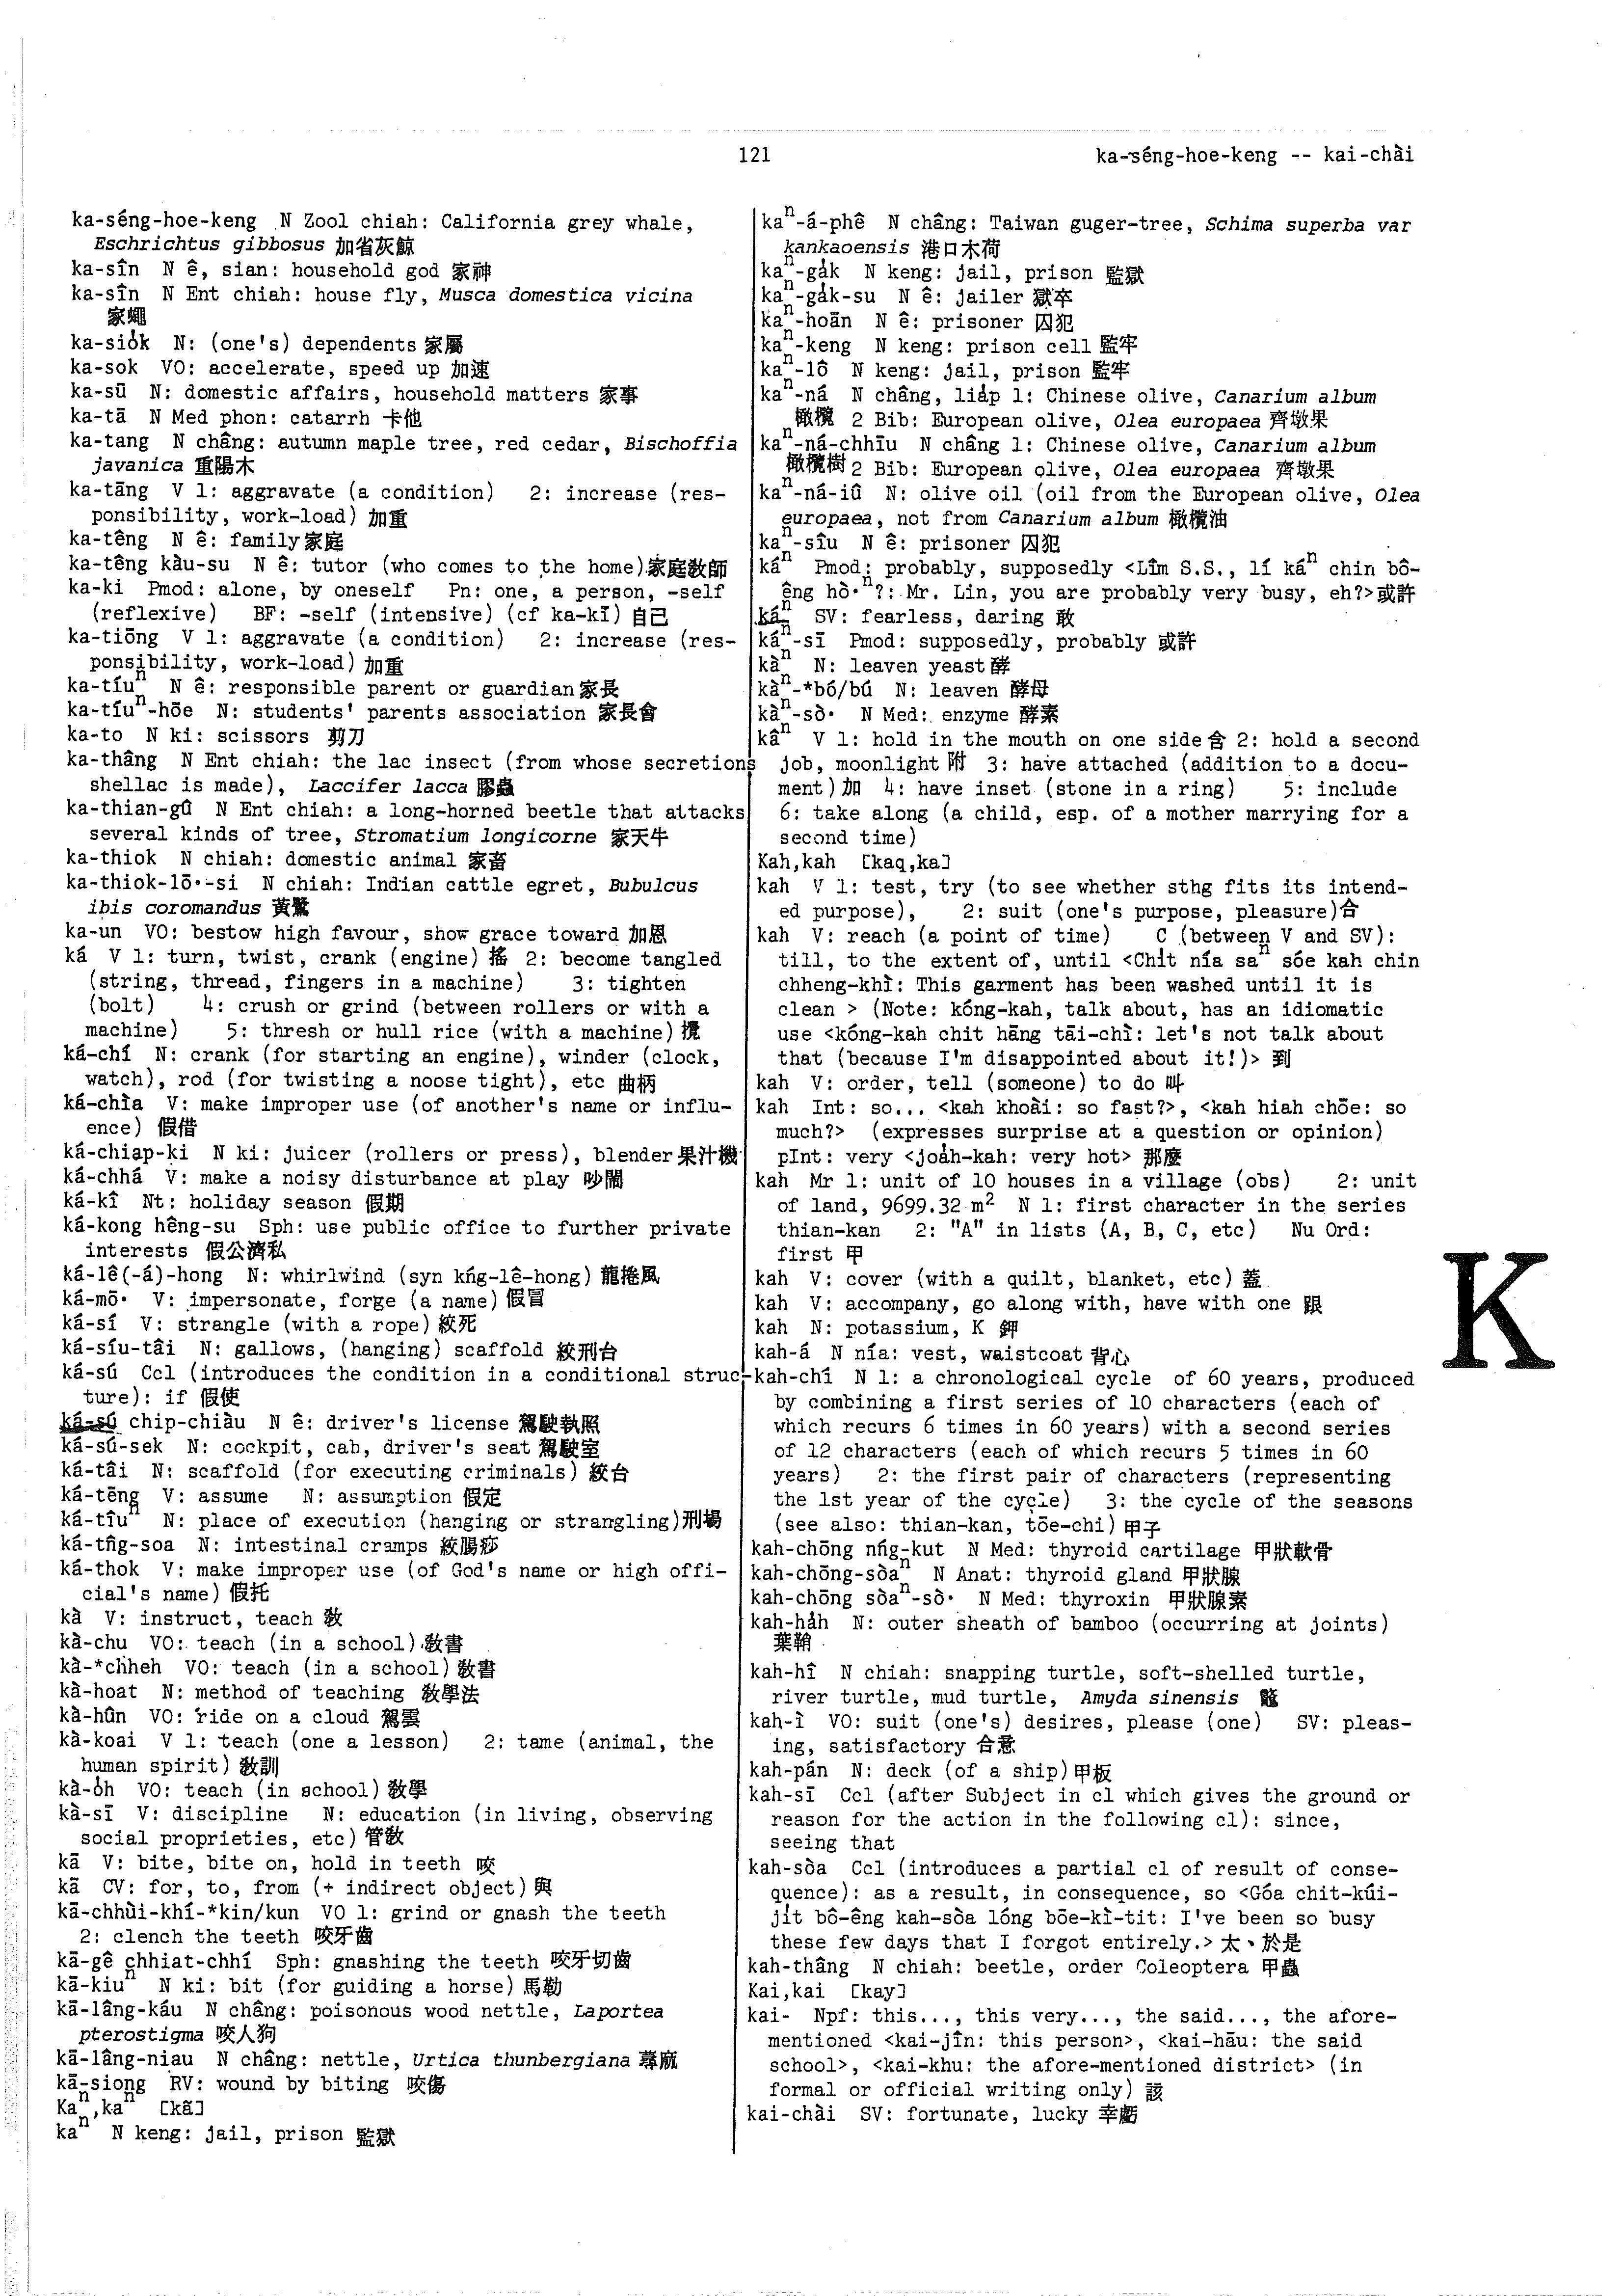 121
ka-séng-hoe-keng -- kai-chài
ka-séng-hoe-keng N Zool chiah: California grey whale,
Eschrichtus gibbosus 加省灰鯨
ka-sîn N ê, sian: household god 家神
ka-sîn N Ent chiah: house fly, Musca domestica vicina
家蠅
ka-sio̍k N: (one's) dependents 家屬
ka-sok VO: accelerate, speed up 加速
ka-sū N: domestic affairs, household matters 家事
ka-tā N Med phon: catarrh 卡他
ka-tang N châng: autumn maple tree, red cedar, Bischoffia
javanica 重陽木
ka-tāng V 1: aggravate (a condition) 2: increase (res-
ponsibility, work-load) 加重
ka-têng N ê: family 家庭
ka-têng kàu-su N ê: tutor (who comes to the home) 家庭敎師
ka-ki Pmod: alone, by oneself Pn: one, a person, -self
(reflexive) BF: -self (intensive) (cf ka-kī) 自己
ka-tiōng V 1: aggravate (a condition) 2: increase (res-
ponsibility, work-load) 加重
ka-tíuⁿ N ê: responsible parent or guardian 家長
ka-tíuⁿ-hōe N: students' parents association 家長會
ka-to N ki: scissors 剪刀
ka-thâng N Ent chiah: the lac insect (from whose secretions
shellac is made), Laccifer lacca 膠蟲
ka-thian-gû N Ent chiah: a long-horned beetle that attacks
several kinds of tree, Stromatium longicorne 家天牛
ka-thiok N chiah: domestic animal 家畜
ka-thiok-lō·-si N chiah: Indian cattle egret, Bubulcus
ibis coromandus 黃鷺
ka-un VO: bestow high favour, show grace toward 加恩
ká V 1: turn, twist, crank (engine) 搖 2: become tangled
(string, thread, fingers in a machine) 3: tighten
(bolt) 4: crush or grind (between rollers or with a
machine) 5: thresh or hull rice (with a machine) 攪
ká-chí N: crank (for starting an engine), winder (clock,
watch), rod (for twisting a noose tight), etc 曲柄
ká-chìa V: make improper use (of another's name or influ-
ence) 假借
ká-chiap-ki N ki: juicer (rollers or press), blender 果汁機
ká-chhá V: make a noisy disturbance at play 吵鬧
ká-kî Nt: holiday season 假期
ká-kong hêng-su Sph: use public office to further private
interests 假公濟私
ká-lê(-á)-hong N: whirlwind (syn kńg-lê-hong) 龍捲風
ká-mō· V: impersonate, forge (a name) 假冒
ká-sí V: strangle (with a rope) 絞死
ká-síu-tâi N: gallows, (hanging) scaffold 絞刑台
ká-sú Ccl (introduces the condition in a conditional struc-
ture): if 假使
ká-sú chip-chiàu N ê: driver's license 駕駛執照
ká-sú-sek N: cockpit, cab, driver's seat 駕駛室
ká-tâi N: scaffold (for executing criminals) 絞台
ká-tēng V: assume N: assumption 假定
ká-tîuⁿ N: place of execution (hanging or strangling) 刑場
ká-tn̂g-soa N: intestinal cramps 絞腸痧
ká-thok V: make improper use (of God's name or high offi-
cial's name) 假托
kà V: instruct, teach 敎
kà-chu VO: teach (in a school) 敎書
kà-*chheh VO: teach (in a school) 敎書
kà-hoat N: method of teaching 敎學法
kà-hûn VO: ride on a cloud 駕雲
kà-koai V 1: teach (one a lesson) 2: tame (animal, the
human spirit) 敎訓
kà-o̍h VO: teach (in school) 敎學
kà-sī V: discipline N: education (in living, observing
social proprieties, etc) 管敎
kā V: bite, bite on, hold in teeth 咬
kā CV: for, to, from (+ indirect object) 與
kā-chhùi-khí-*kin/kun VO 1: grind or gnash the teeth
2: clench the teeth 咬牙齒
kā-gê chhiat-chhí Sph: gnashing the teeth 咬牙切齒
kā-kiuⁿ N ki: bit (for guiding a horse) 馬勒
kā-lâng-káu N châng: poisonous wood nettle, Laportea
pterostigma 咬人狗
kā-lâng-niau N châng: nettle, Urtica thunbergiana 蕁麻
kā-siong RV: wound by biting 咬傷
Kaⁿ,kaⁿ [kã]
kaⁿ N keng: jail, prison 監獄
kaⁿ-á-phê N châng: Taiwan guger-tree, Schima superba var
kankaoensis 港口木荷
kaⁿ-ga̍k N keng: jail, prison 監獄
kaⁿ-ga̍k-su N ê: jailer 獄卒
kaⁿ-hoān N ê: prisoner 囚犯
kaⁿ-keng N keng: prison cell 監牢
kaⁿ-lô N keng: jail, prison 監牢
kaⁿ-ná N châng, lia̍p 1: Chinese olive, Canarium album
橄欖 2 Bib: European olive, Olea europaea 齊墩果
kaⁿ-ná-chhīu N châng 1: Chinese olive, Canarium album
橄欖樹 2 Bib: European olive, Olea europaea 齊墩果
kaⁿ-ná-iû N: olive oil (oil from the European olive, Olea
europaea, not from Canarium album 橄欖油
kaⁿ-sîu N ê: prisoner 囚犯
káⁿ Pmod: probably, supposedly <Lîm S.S., lí káⁿ chin bô-
êng hò·ⁿ?: Mr. Lin, you are probably very busy, eh?> 或許
káⁿ SV: fearless, daring 敢
káⁿ-sī Pmod: supposedly, probably 或許
kàⁿ N: leaven yeast 酵
kàⁿ-*bó/bú N: leaven 酵母
kàⁿ-sò· N Med: enzyme 酵素
kâⁿ V 1: hold in the mouth on one side 含 2: hold a second
job, moonlight 附 3: have attached (addition to a docu-
ment) 加 4: have inset (stone in a ring) 5: include
6: take along (a child, esp. of a mother marrying for a
second time)
Kah,kah [kaq,ka]
kah V 1: test, try (to see whether sthg fits its intend-
ed purpose), 2: suit (one's purpose, pleasure) 合
kah V: reach (a point of time) C (between V and SV):
till, to the extent of, until <Chi̍t nía saⁿ sóe kah chin
chheng-khì: This garment has been washed until it is
clean > (Note: kóng-kah, talk about, has an idiomatic
use <kóng-kah chit hāng tāi-chì: let's not talk about
that (because I'm disappointed about it!)> 到
kah V: order, tell (someone) to do 叫
kah Int: so... <kah khoài: so fast?>, <kah hiah chōe: so
much?> (expresses surprise at a question or opinion)
pInt: very <joa̍h-kah: very hot> 那麼
kah Mr 1: unit of 10 houses in a village (obs) 2: unit
of land, 9699.32 m² N 1: first character in the series
thian-kan 2: "A" in lists (A, B, C, etc) Nu Ord:
first 甲
kah V: cover (with a quilt, blanket, etc) 蓋
kah V: accompany, go along with, have with one 跟
kah N: potassium, K 鉀
kah-á N nía: vest, waistcoat 背心
kah-chí N 1: a chronological cycle of 60 years, produced
by combining a first series of 10 characters (each of
which recurs 6 times in 60 years) with a second series
of 12 characters (each of which recurs 5 times in 60
years) 2: the first pair of characters (representing
the 1st year of the cycle) 3: the cycle of the seasons
(see also: thian-kan, tōe-chi) 甲子
kah-chōng nńg-kut N Med: thyroid cartilage 甲狀軟骨
kah-chōng-sòaⁿ N Anat: thyroid gland 甲狀腺
kah-chōng sòaⁿ-sò· N Med: thyroxin 甲狀腺素
kah-ha̍h N: outer sheath of bamboo (occurring at joints)
葉鞘
kah-hî N chiah: snapping turtle, soft-shelled turtle,
river turtle, mud turtle, Amyda sinensis 鼈
kah-ì VO: suit (one's) desires, please (one) SV: pleas-
ing, satisfactory 合意
kah-pán N: deck (of a ship) 甲板
kah-sī Ccl (after Subject in cl which gives the ground or
reason for the action in the following cl): since,
seeing that
kah-sòa Ccl (introduces a partial cl of result of conse-
quence): as a result, in consequence, so <Góa chit-kúi-
ji̍t bô-êng kah-sòa lóng bōe-kì-tit: I've been so busy
these few days that I forgot entirely.> 太、於是
kah-thâng N chiah: beetle, order Coleoptera 甲蟲
Kai,kai [kay]
kai- Npf: this..., this very..., the said..., the afore-
mentioned <kai-jîn: this person>, <kai-hāu: the said
school>, <kai-khu: the afore-mentioned district> (in
formal or official writing only) 該
kai-chài SV: fortunate, lucky 幸虧
K